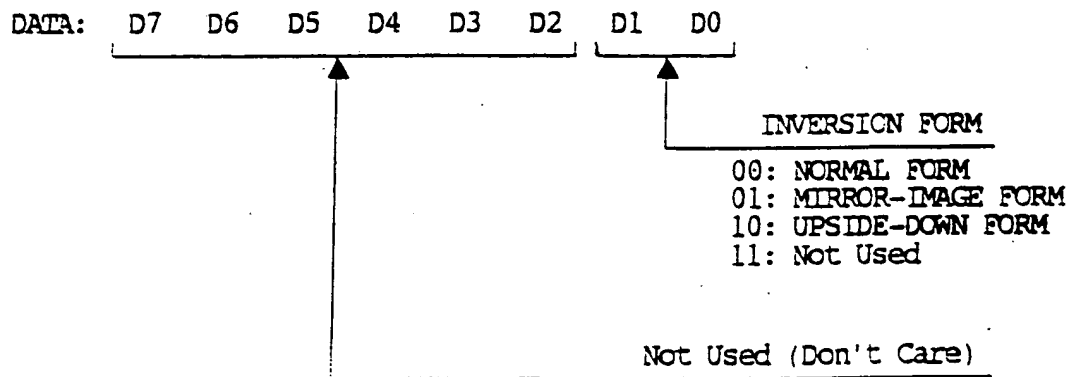 DATA: D7 D6 D5 D4 D3 D2 D1 D0
INVERSION FORM
00: NORMAL FORM
01: MIRROR-IMAGE FORM
10: UPSIDE-DOWN FORM
11: Not Used
Not Used (Don't Care)